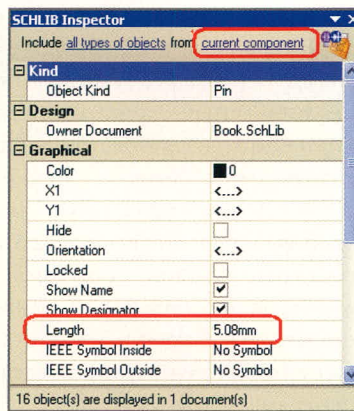 SCHLIB Inspector
Include all types of objects from current component
Kind
Object Kind Pin
Design
Owner Document Book.SchLib
Graphical
Color 0
X1 <...>
Y1 <...>
Hide
Orientation <...>
Locked
Show Name
Show Designator
Length 5.08mm
IEEE Symbol Inside No Symbol
IEEE Symbol Outside No Symbol
16 object(s) are displayed in 1 document(s)